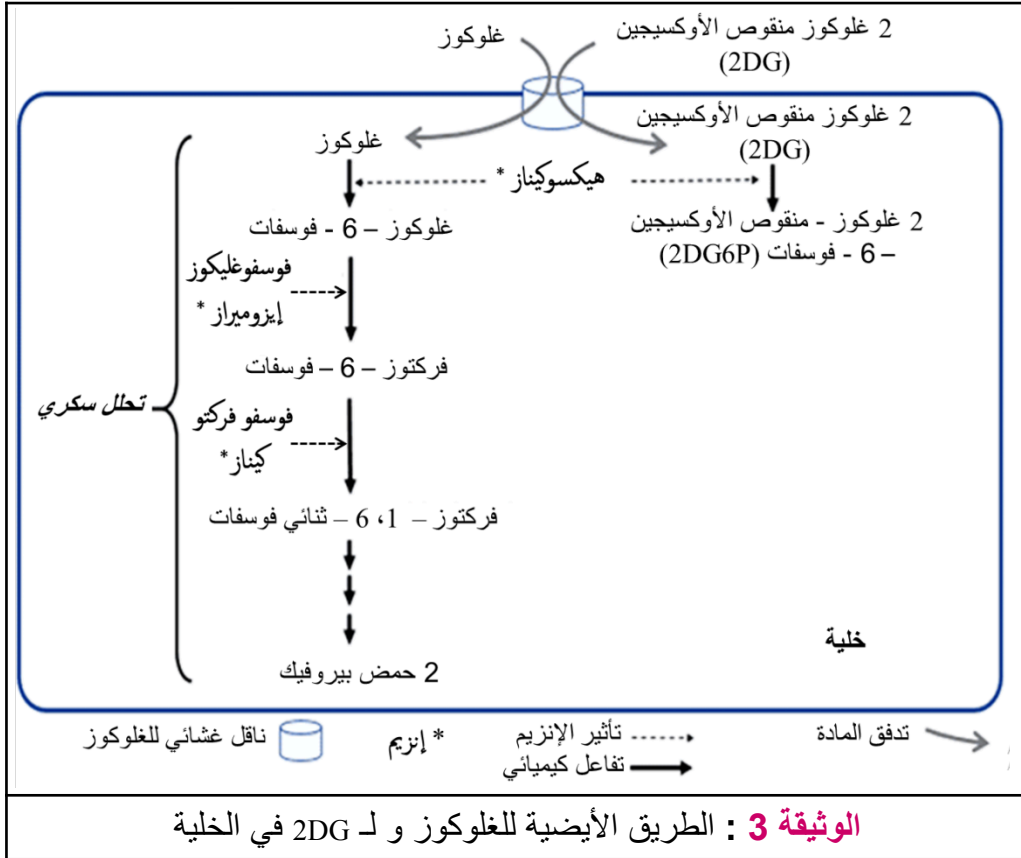 غلوكوز
2 غلوكوز منقوص الأوكسيجين
(2DG)
2 غلوكوز منقوص الأوكسيجين
(2DG)
غلوكوز
هيكسوكيناز *
2 غلوكوز - منقوص الأوكسيجين
– 6 - فوسفات (2DG6P)
غلوكوز – 6 - فوسفات
فوسفوغليكوز
إيزوميراز *
فركتوز – 6 – فوسفات
تحلل سكري
فوسفو فركتو
كيناز *
فركتوز – 1، 6 – ثنائي فوسفات
خلية
2 حمض بيروفيك
تدفق المادة
تأثير الإنزيم
تفاعل كيميائي
* إنزيم
ناقل غشائي للغلوكوز
الوثيقة 3 : الطريق الأيضية للغلوكوز و لـ 2DG في الخلية